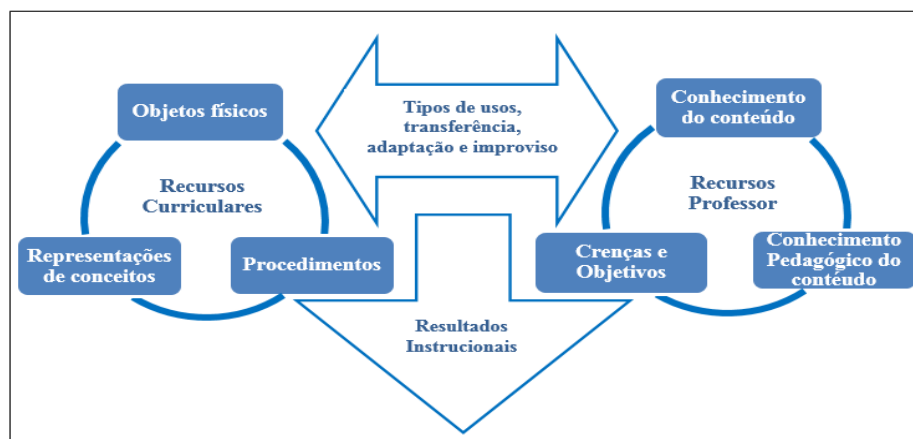 Objetos físicos
Recursos
Curriculares
Representações
de conceitos
Procedimentos
Tipos de usos,
transferência,
adaptação e improviso
Resultados
Instrucionais
Conhecimento
do conteúdo
Recursos
Professor
Crenças e
Objetivos
Conhecimento
Pedagógico do
contéudo